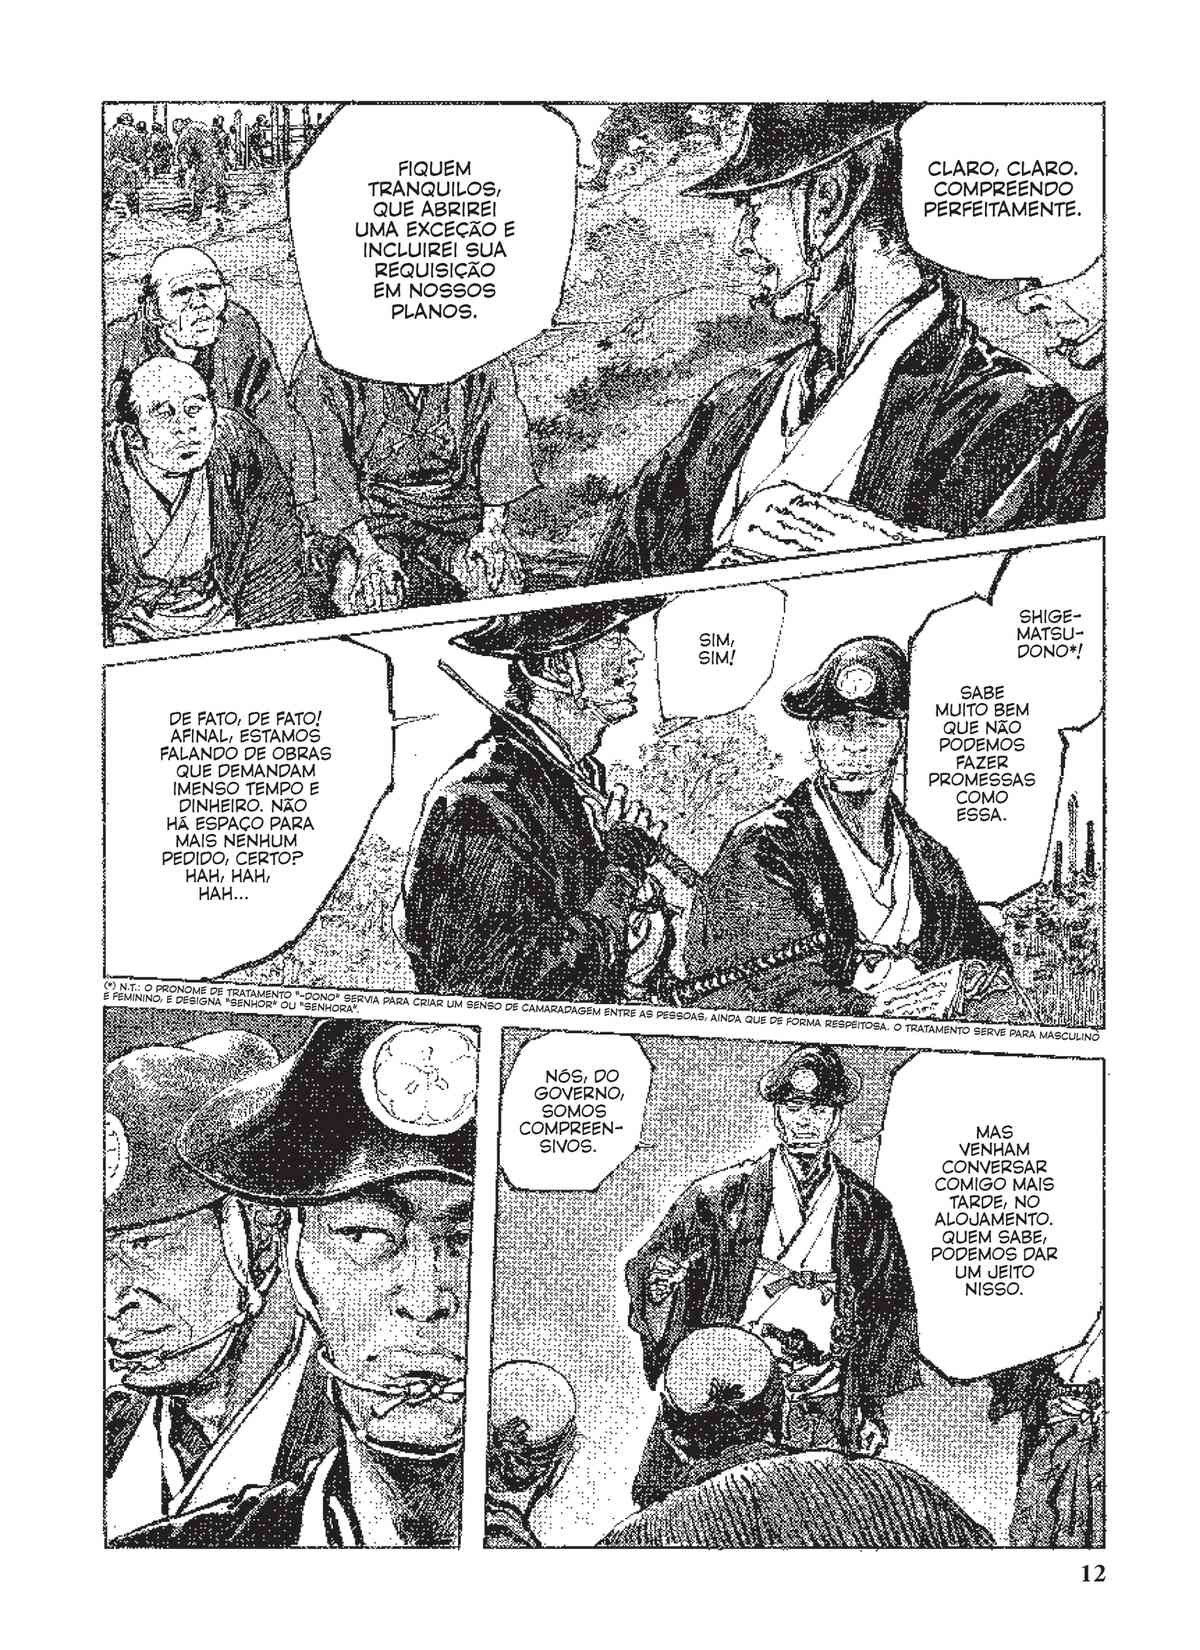 CLARO, CLARO.
COMPREENDO
PERFEITAMENTE.
FIQUEM
TRANQUILOS,
QUE ABRIREI
UMA EXCEÇÃO E
INCLUIREI SUA
REQUISIÇÃO
EM NOSSOS
PLANOS.
SHIGE-
MATSU-
DONO*!
SABE
MUITO BEM
QUE NÃO
PODEMOS
FAZER
PROMESSAS
COMO
ESSA.
SIM,
SIM!
DE FATO, DE FATO!
AFINAL, ESTAMOS
FALANDO DE OBRAS
QUE DEMANDAM
IMENSO TEMPO E
DINHEIRO. NÃO
HÁ ESPAÇO PARA
MAIS NENHUM
PEDIDO, CERTO?
HAH, HAH,
HAH...
(*) N.T.: O PRONOME DE TRATAMENTO "-DONO" SERVIA PARA CRIAR UM SENSO DE CAMARADAGEM ENTRE AS PESSOAS, AINDA QUE DE FORMA RESPEITOSA. O TRATAMENTO SERVE PARA MASCULINO
E FEMININO, E DESIGNA "SENHOR" OU "SENHORA".
MAS
VENHAM
CONVERSAR
COMIGO MAIS
TARDE, NO
ALOJAMENTO.
QUEM SABE,
PODEMOS DAR
UM JEITO
NISSO.
NÓS, DO
GOVERNO,
SOMOS
COMPREEN-
SIVOS.
12